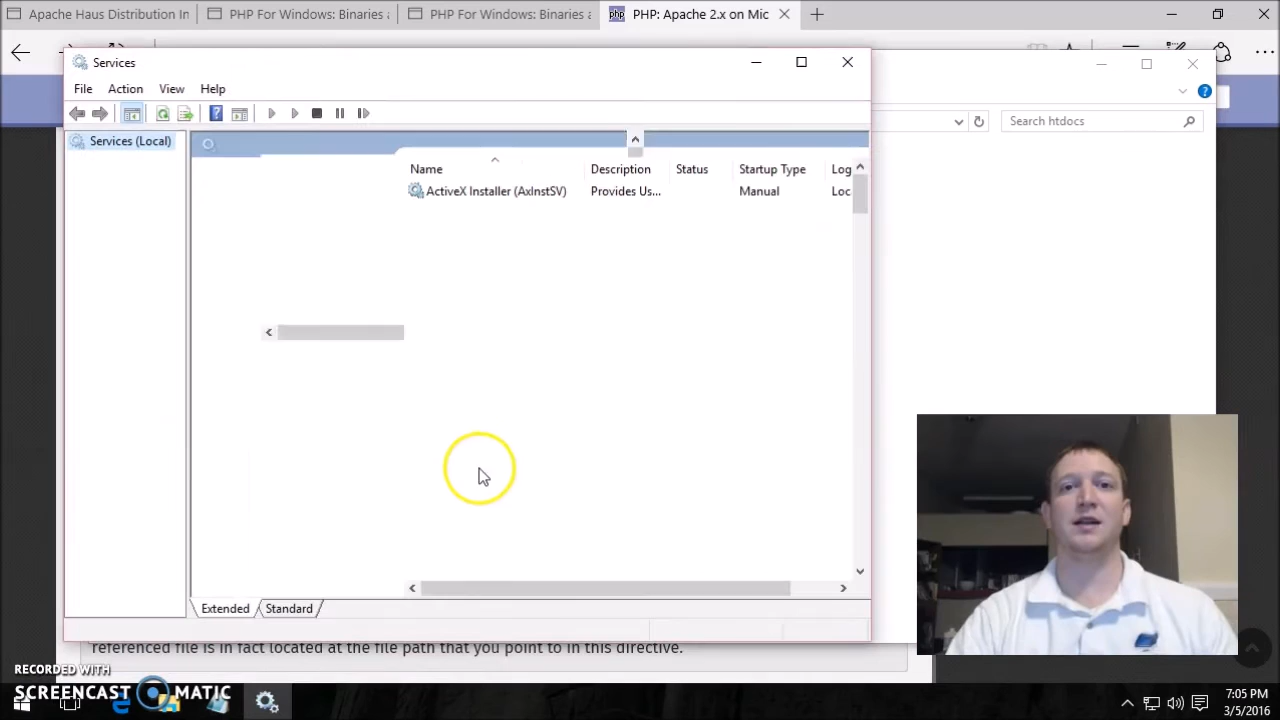 Apache Haus Distribution In
PHP For Windows: Binaries a
PHP For Windows: Binaries a
php PHP: Apache 2.x on Mic
Services
File Action View Help
Search htdocs
Services (Local)
Name Description Status Startup Type Log
ActiveX Installer (AxInstSV) Provides Us... Manual Loc
Extended Standard
referenced file is in fact located at the file path that you point to in this directive.
RECORDED WITH
SCREENCAST MATIC
7:05 PM
3/5/2016